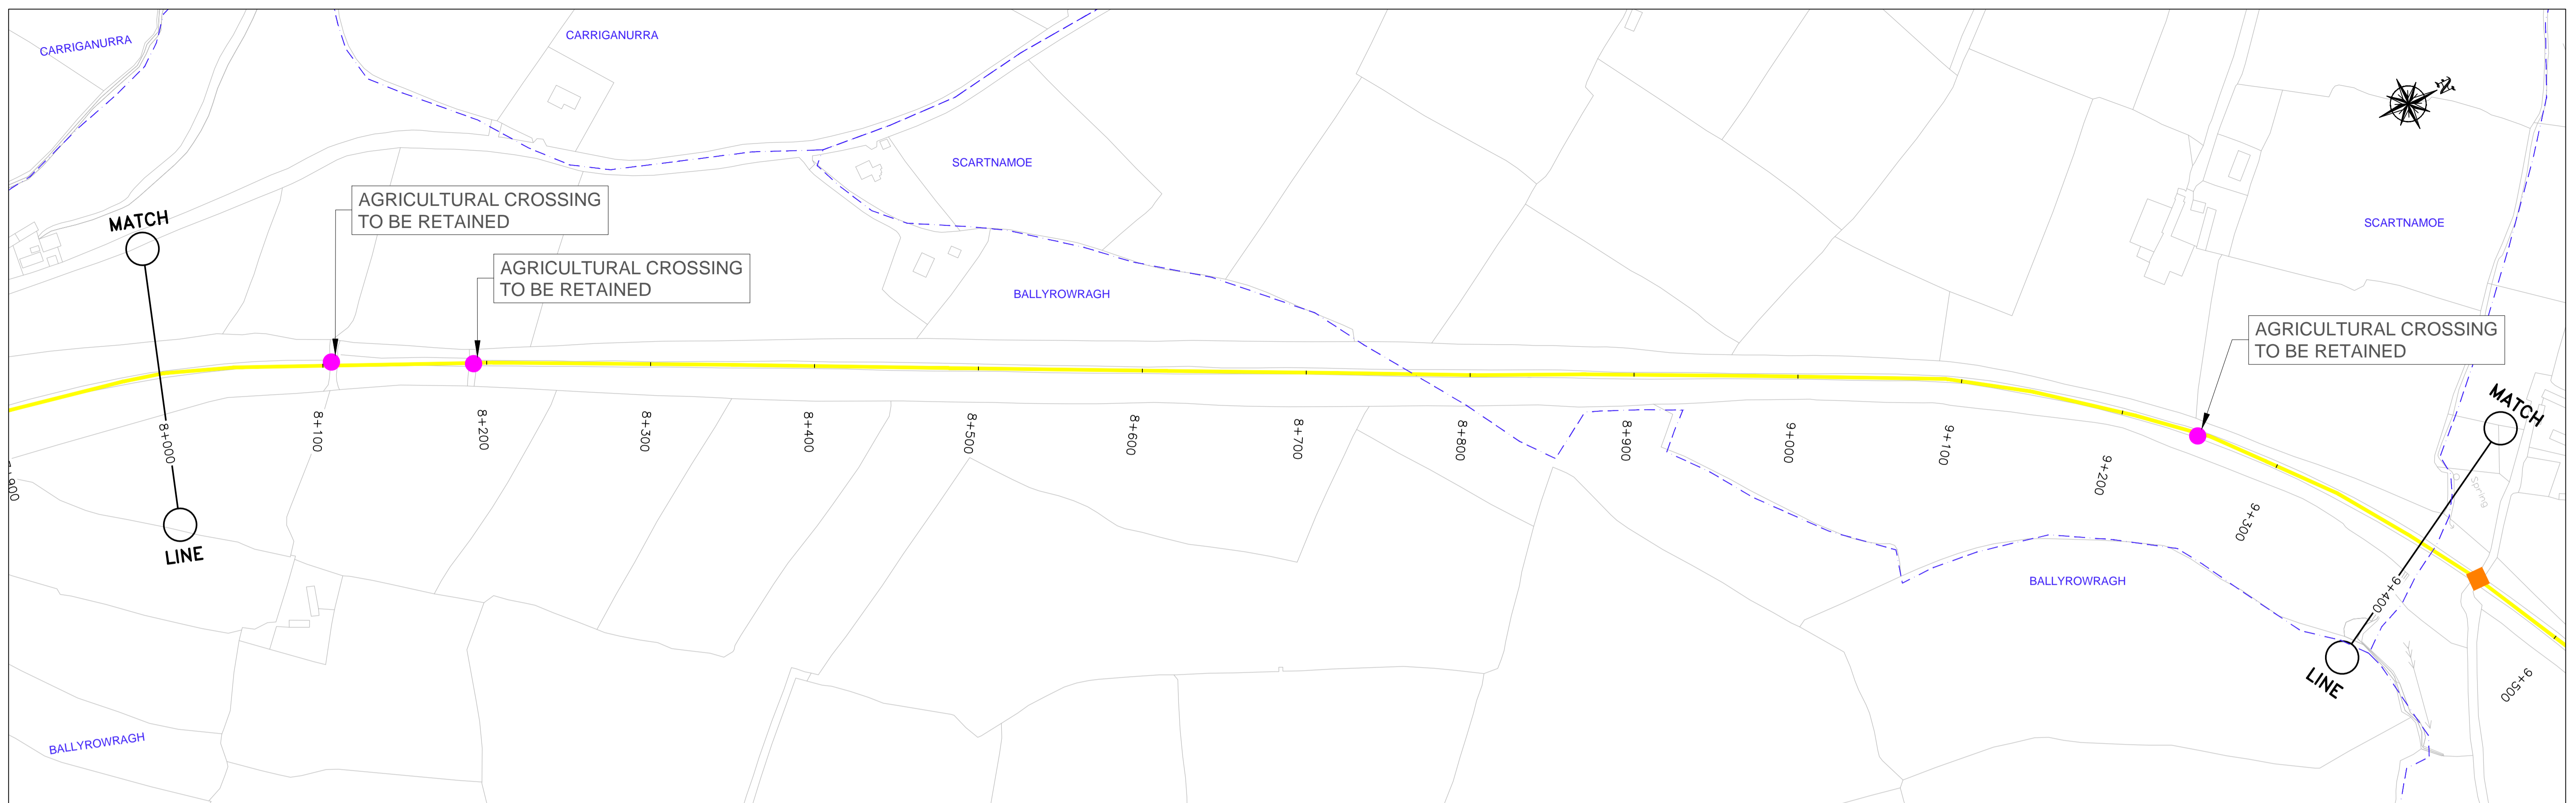 CARRIGANURRA
CARRIGANURRA
N
SCARTNAMOE
SCARTNAMOE
MATCH
AGRICULTURAL CROSSING
TO BE RETAINED
AGRICULTURAL CROSSING
TO BE RETAINED
BALLYROWRAGH
AGRICULTURAL CROSSING
TO BE RETAINED
MATCH
8+000
8+100
8+200
8+300
8+400
8+500
8+600
8+700
8+800
8+900
9+000
9+100
9+200
9+300
9+400
9+500
Spring
LINE
BALLYROWRAGH
LINE
BALLYROWRAGH